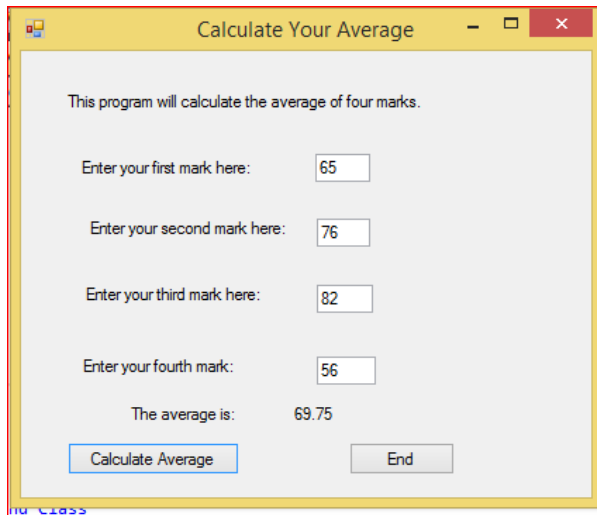 Calculate Your Average
This program will calculate the average of four marks.
Enter your first mark here: 65
Enter your second mark here: 76
Enter your third mark here: 82
Enter your fourth mark: 56
The average is: 69.75
Calculate Average End
Class